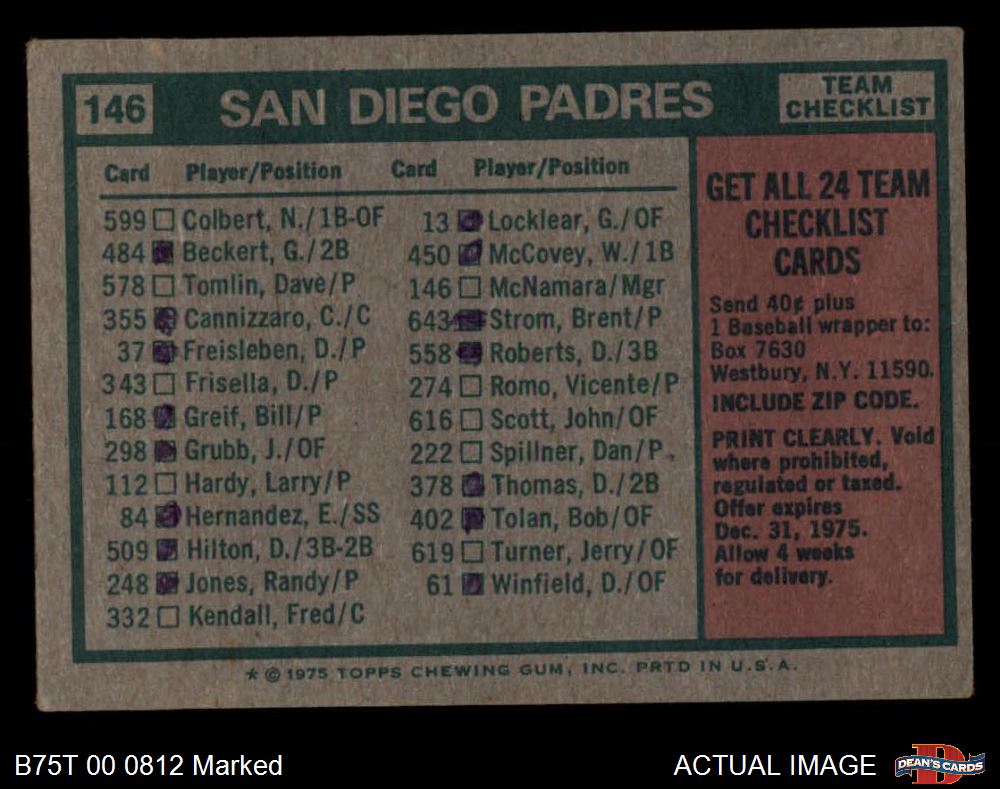 146 SAN DIEGO PADRES
TEAM
CHECKLIST
Card Player/Position
599 Colbert, N./1B-OF
484 Beckert, G./2B
578 Tomlin, Dave/P
355 Cannizzaro, C./C
37 Freisleben, D./P
343 Frisella, D./P
168 Greif, Bill/P
298 Grubb, J./OF
112 Hardy, Larry/P
84 Hernandez, E./SS
509 Hilton, D./3B-2B
248 Jones, Randy/P
332 Kendall, Fred/C
Card Player/Position
13 Locklear, G./OF
450 McCovey, W./1B
146 McNamara/Mgr
643 Strom, Brent/P
558 Roberts, D./3B
274 Romo, Vicente/P
616 Scott, John/OF
222 Spillner, Dan/P
378 Thomas, D./2B
402 Tolan, Bob/OF
619 Turner, Jerry/OF
61 Winfield, D./OF
GET ALL 24 TEAM
CHECKLIST
CARDS
Send 40¢ plus
1 Baseball wrapper to:
Box 7630
Westbury, N.Y. 11590.
INCLUDE ZIP CODE.
PRINT CLEARLY. Void
where prohibited,
regulated or taxed.
Offer expires
Dec. 31, 1975.
Allow 4 weeks
for delivery.
* © 1975 TOPPS CHEWING GUM, INC. PRTD IN U.S.A.
B75T 00 0812 Marked
ACTUAL IMAGE
D
DEAN'S CARDS